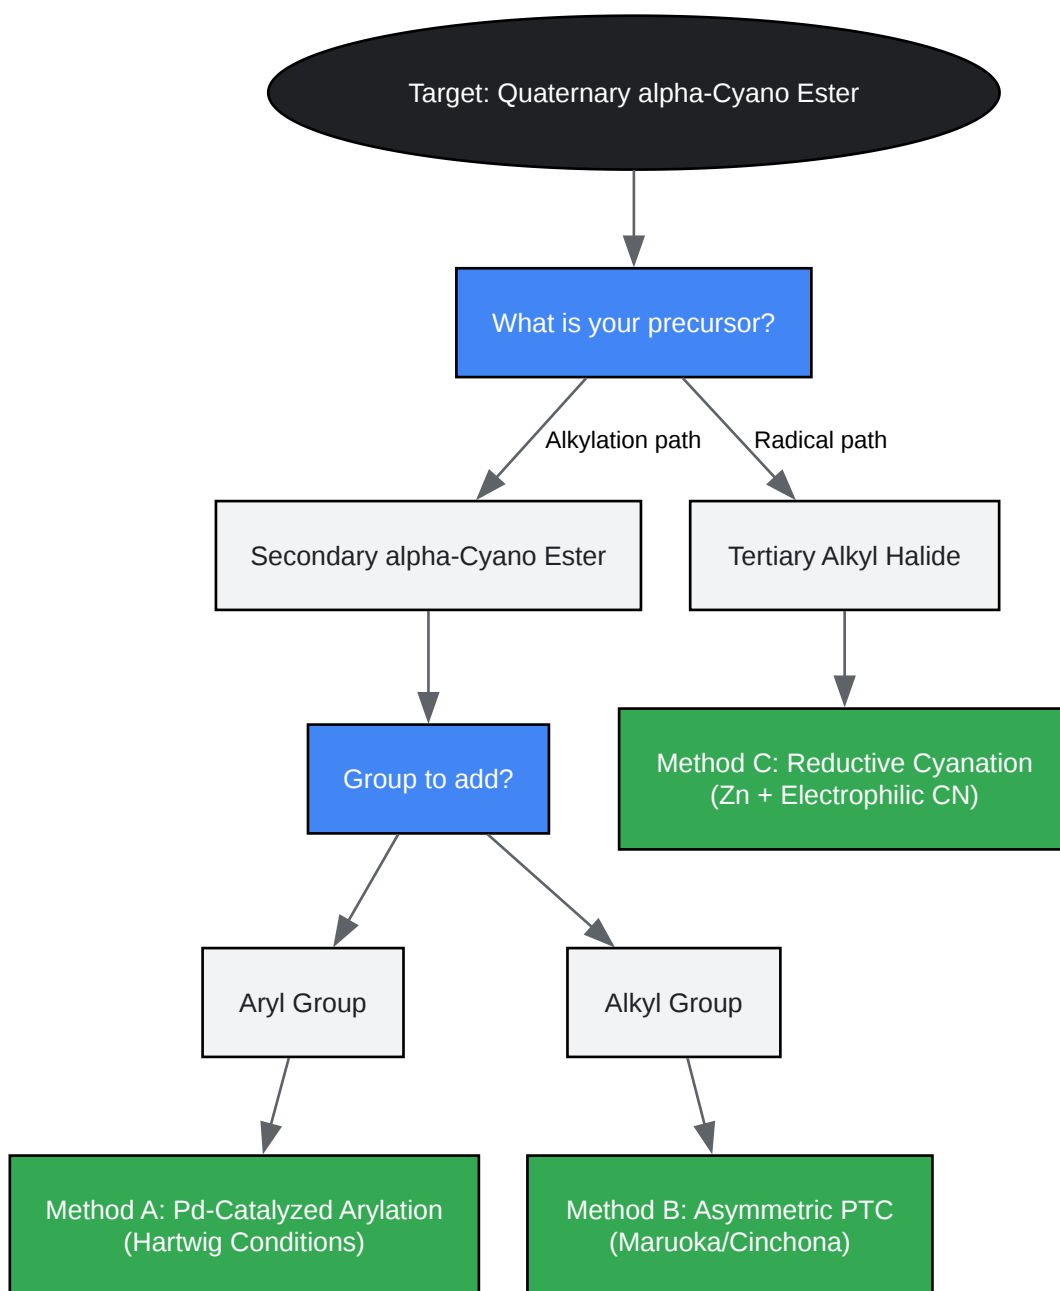 Target: Quaternary alpha-Cyano Ester
What is your precursor?
Alkylation path
Radical path
Secondary alpha-Cyano Ester
Tertiary Alkyl Halide
Group to add?
Method C: Reductive Cyanation
(Zn + Electrophilic CN)
Aryl Group
Alkyl Group
Method A: Pd-Catalyzed Arylation
(Hartwig Conditions)
Method B: Asymmetric PTC
(Maruoka/Cinchona)